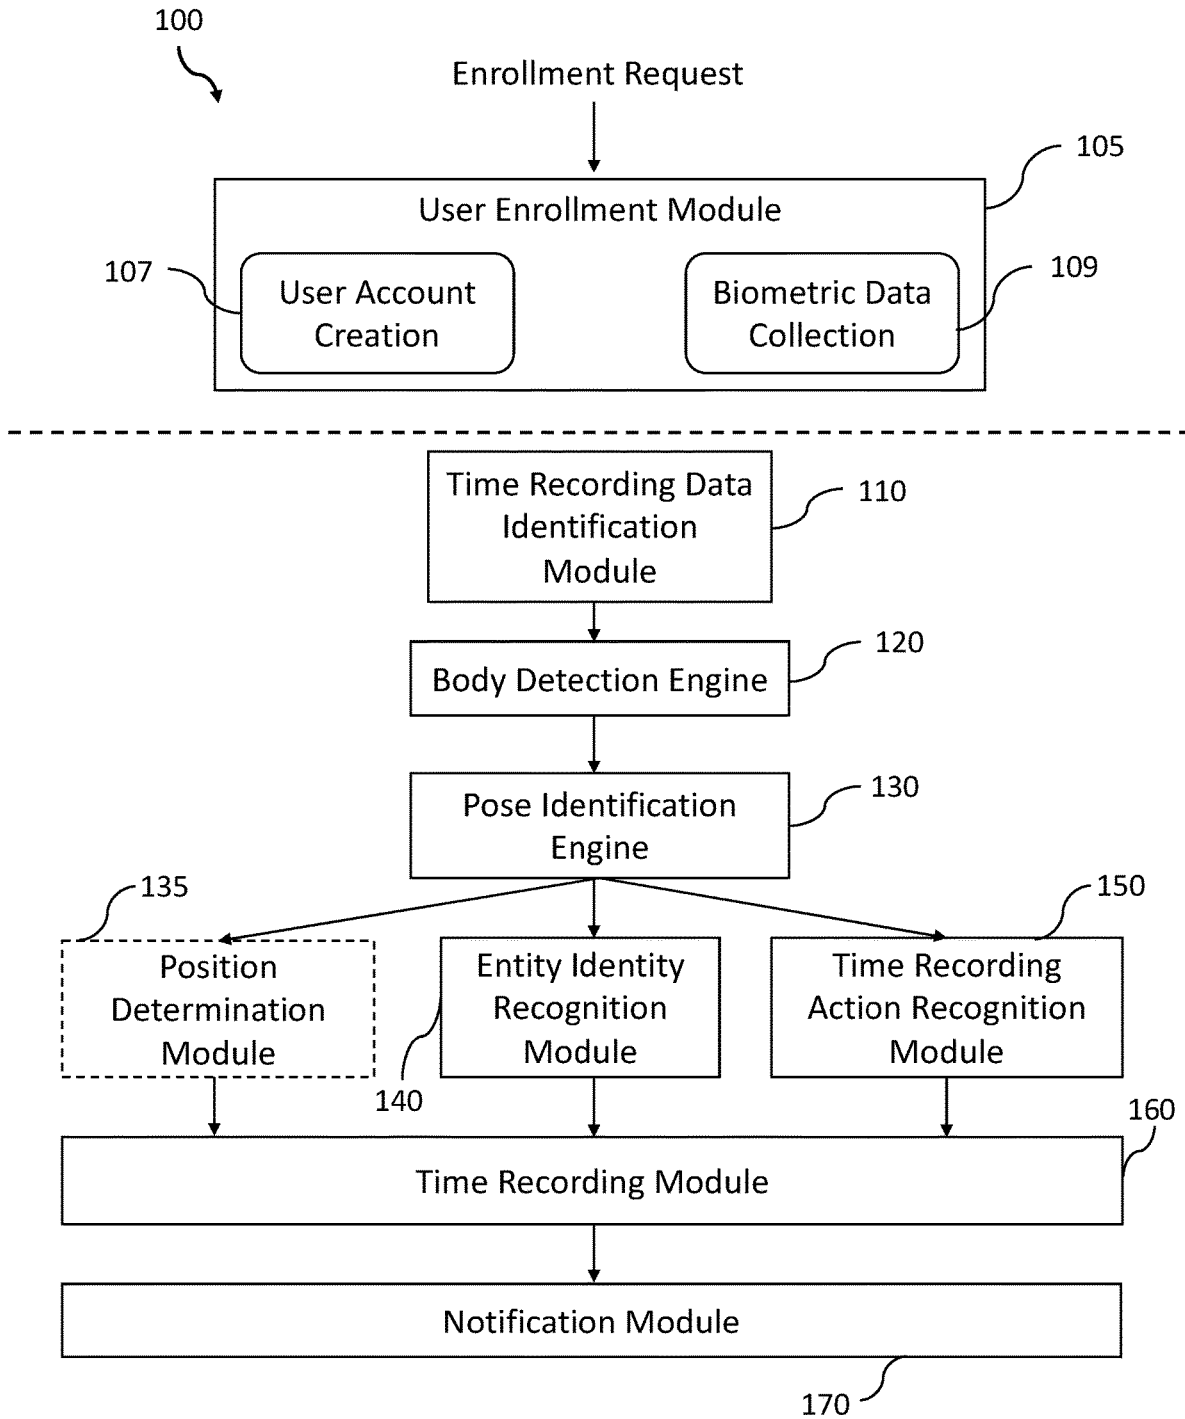 100
Enrollment Request
105
User Enrollment Module
107
User Account
Creation
Biometric Data
Collection
109
Time Recording Data
Identification
Module
110
Body Detection Engine
120
Pose Identification
Engine
130
135
Position
Determination
Module
Entity Identity
Recognition
Module
140
150
Time Recording
Action Recognition
Module
160
Time Recording Module
Notification Module
170